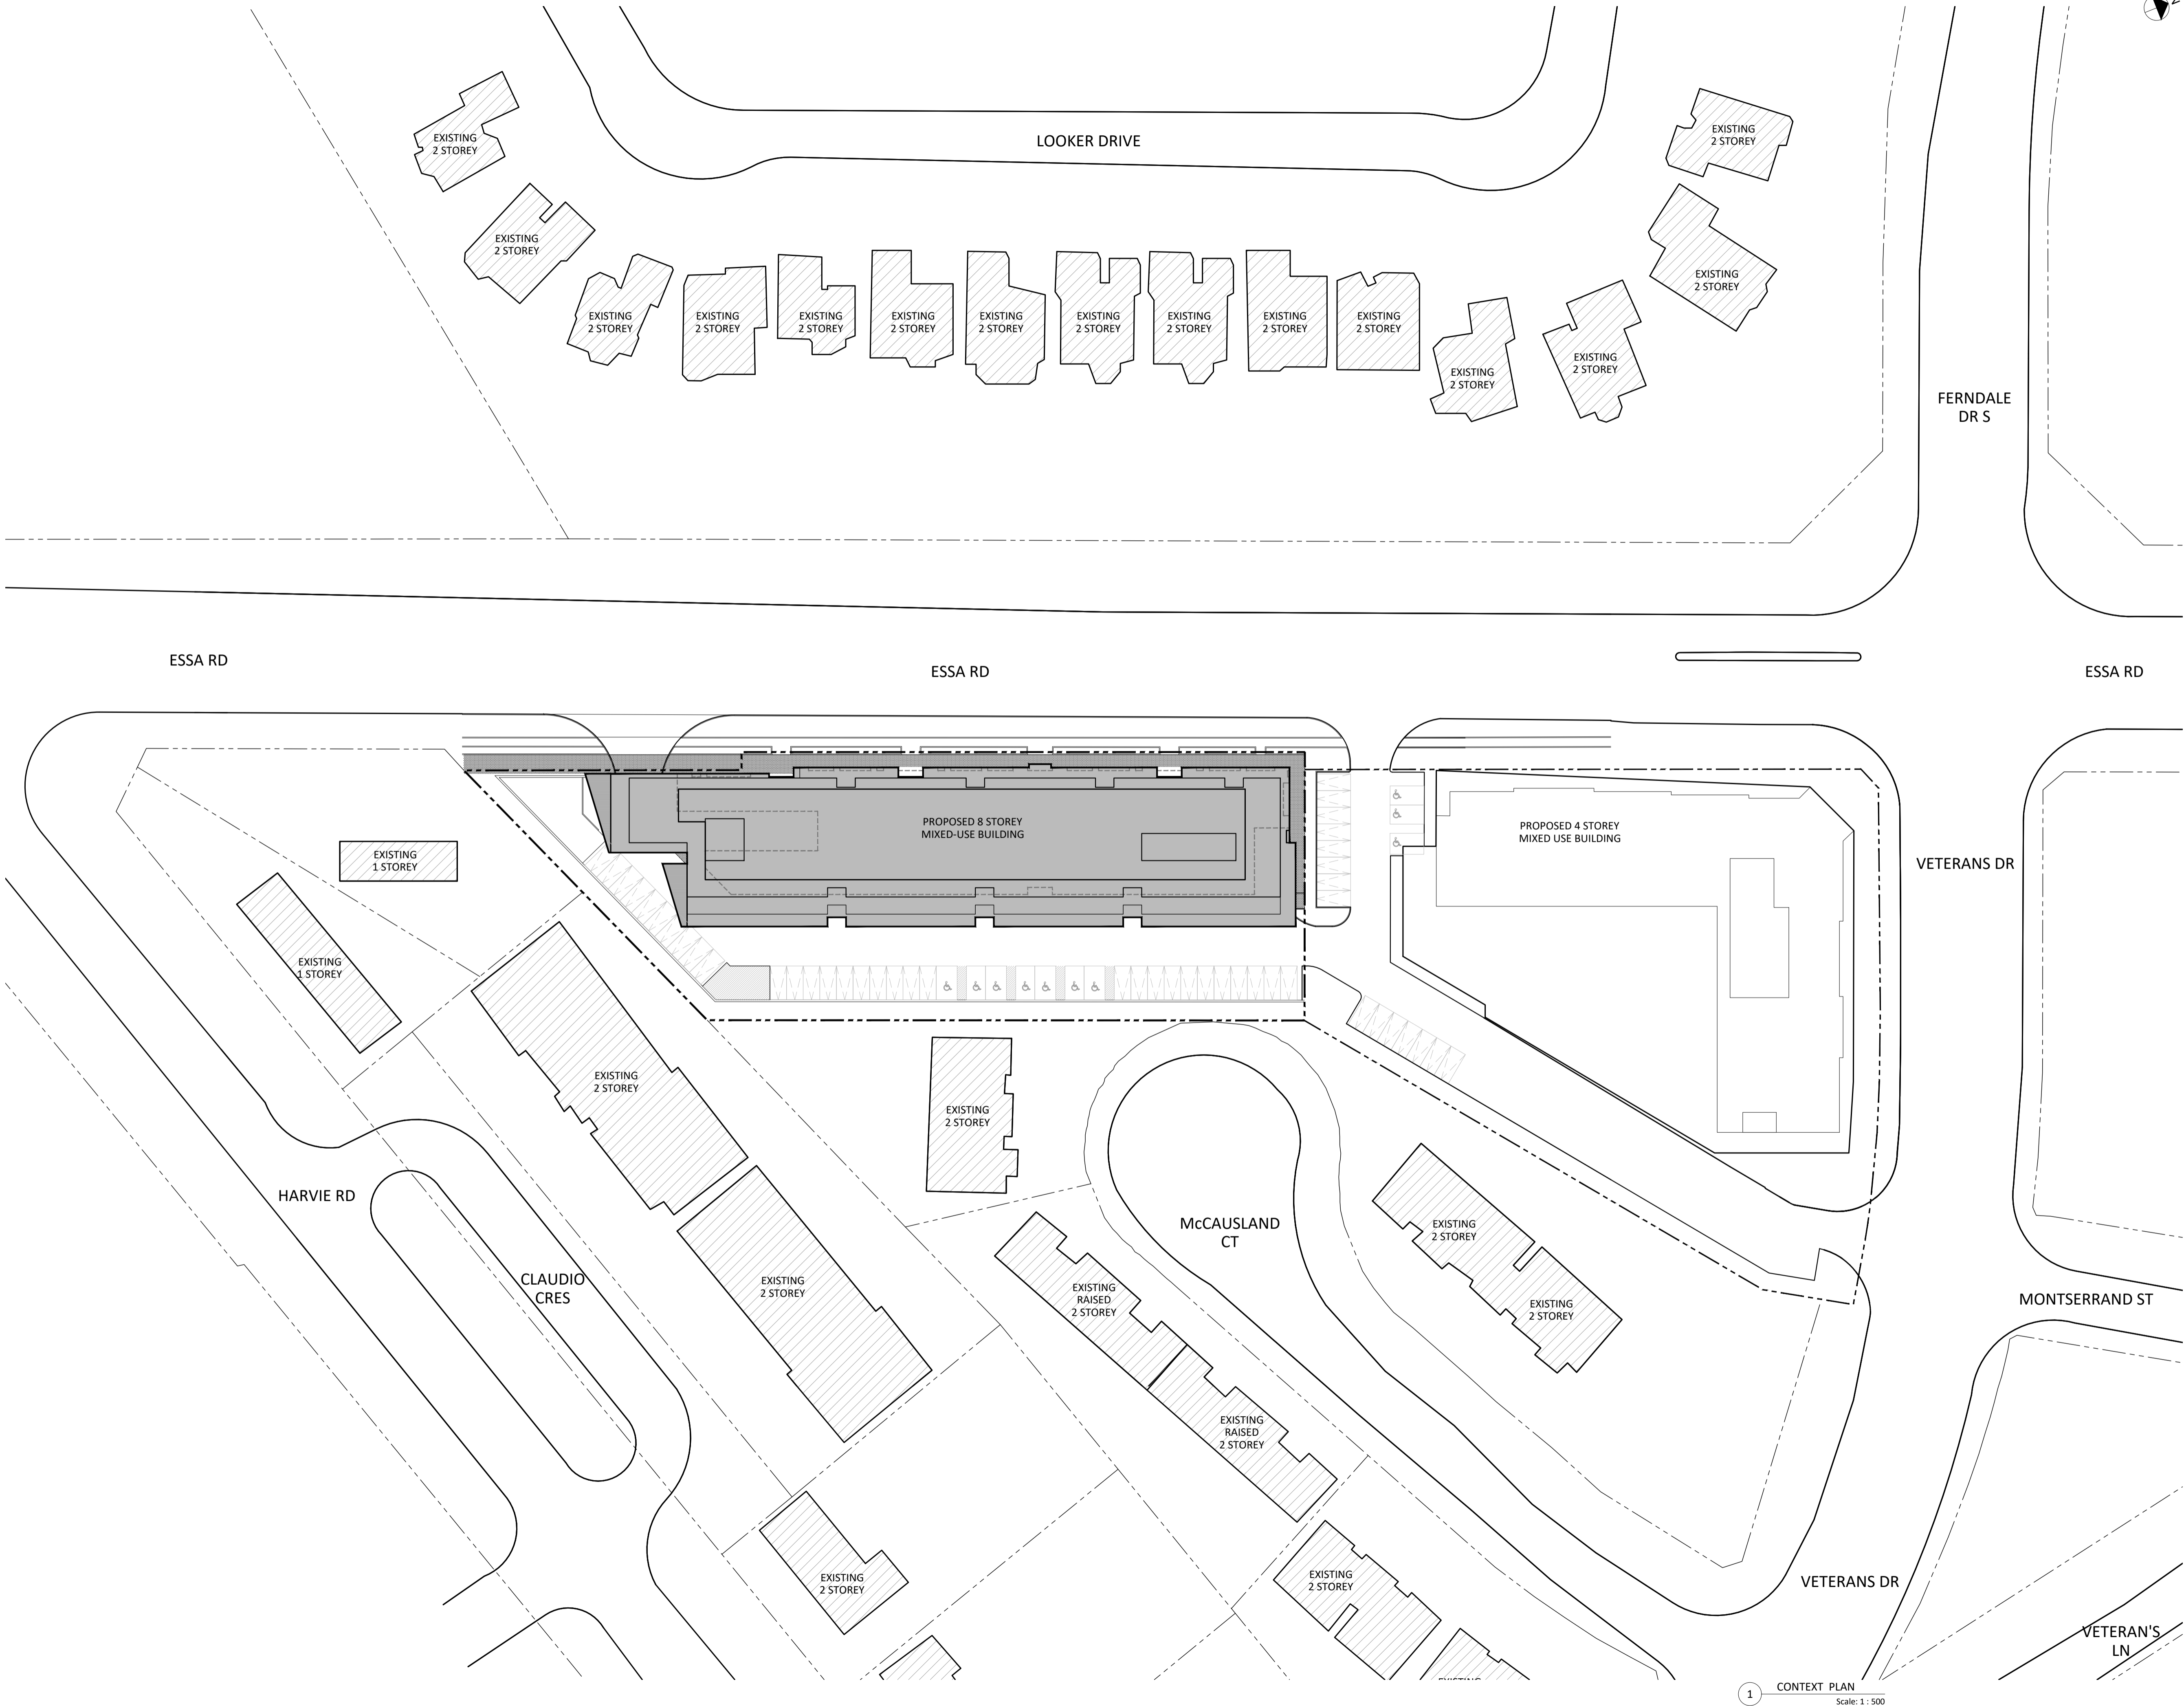 N
LOOKER DRIVE
EXISTING
2 STOREY
EXISTING
2 STOREY
EXISTING
2 STOREY
EXISTING
2 STOREY
EXISTING
2 STOREY
EXISTING
2 STOREY
EXISTING
2 STOREY
EXISTING
2 STOREY
EXISTING
2 STOREY
EXISTING
2 STOREY
EXISTING
2 STOREY
EXISTING
2 STOREY
EXISTING
2 STOREY
EXISTING
2 STOREY
EXISTING
2 STOREY
FERNDALE
DR S
ESSA RD
ESSA RD
ESSA RD
PROPOSED 8 STOREY
MIXED-USE BUILDING
PROPOSED 4 STOREY
MIXED USE BUILDING
VETERANS DR
EXISTING
1 STOREY
EXISTING
1 STOREY
EXISTING
2 STOREY
EXISTING
2 STOREY
HARVIE RD
McCAUSLAND
CT
EXISTING
2 STOREY
EXISTING
2 STOREY
CLAUDIO
CRES
EXISTING
2 STOREY
EXISTING
RAISED
2 STOREY
MONTSERRAND ST
EXISTING
RAISED
2 STOREY
EXISTING
2 STOREY
EXISTING
2 STOREY
VETERANS DR
VETERAN'S
LN
EXISTING
1
CONTEXT PLAN
Scale: 1 : 500